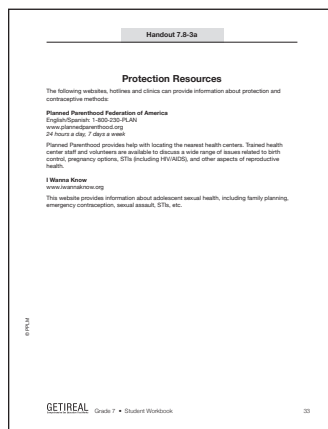 Handout 7.8-3a
Protection Resources
The following websites, hotlines and clinics can provide information about protection and
contraceptive methods:
Planned Parenthood Federation of America
English/Spanish: 1-800-230-PLAN
www.plannedparenthood.org
24 hours a day, 7 days a week
Planned Parenthood provides help with locating the nearest health centers. Trained health
center staff and volunteers are available to discuss a wide range of issues related to birth
control, pregnancy options, STIs (including HIV/AIDS), and other aspects of reproductive
health.
I Wanna Know
www.iwannaknow.org
This website provides information about adolescent sexual health, including family planning,
emergency contraception, sexual assault, STIs, etc.
© PPLM
GETIREAL Grade 7 • Student Workbook 33